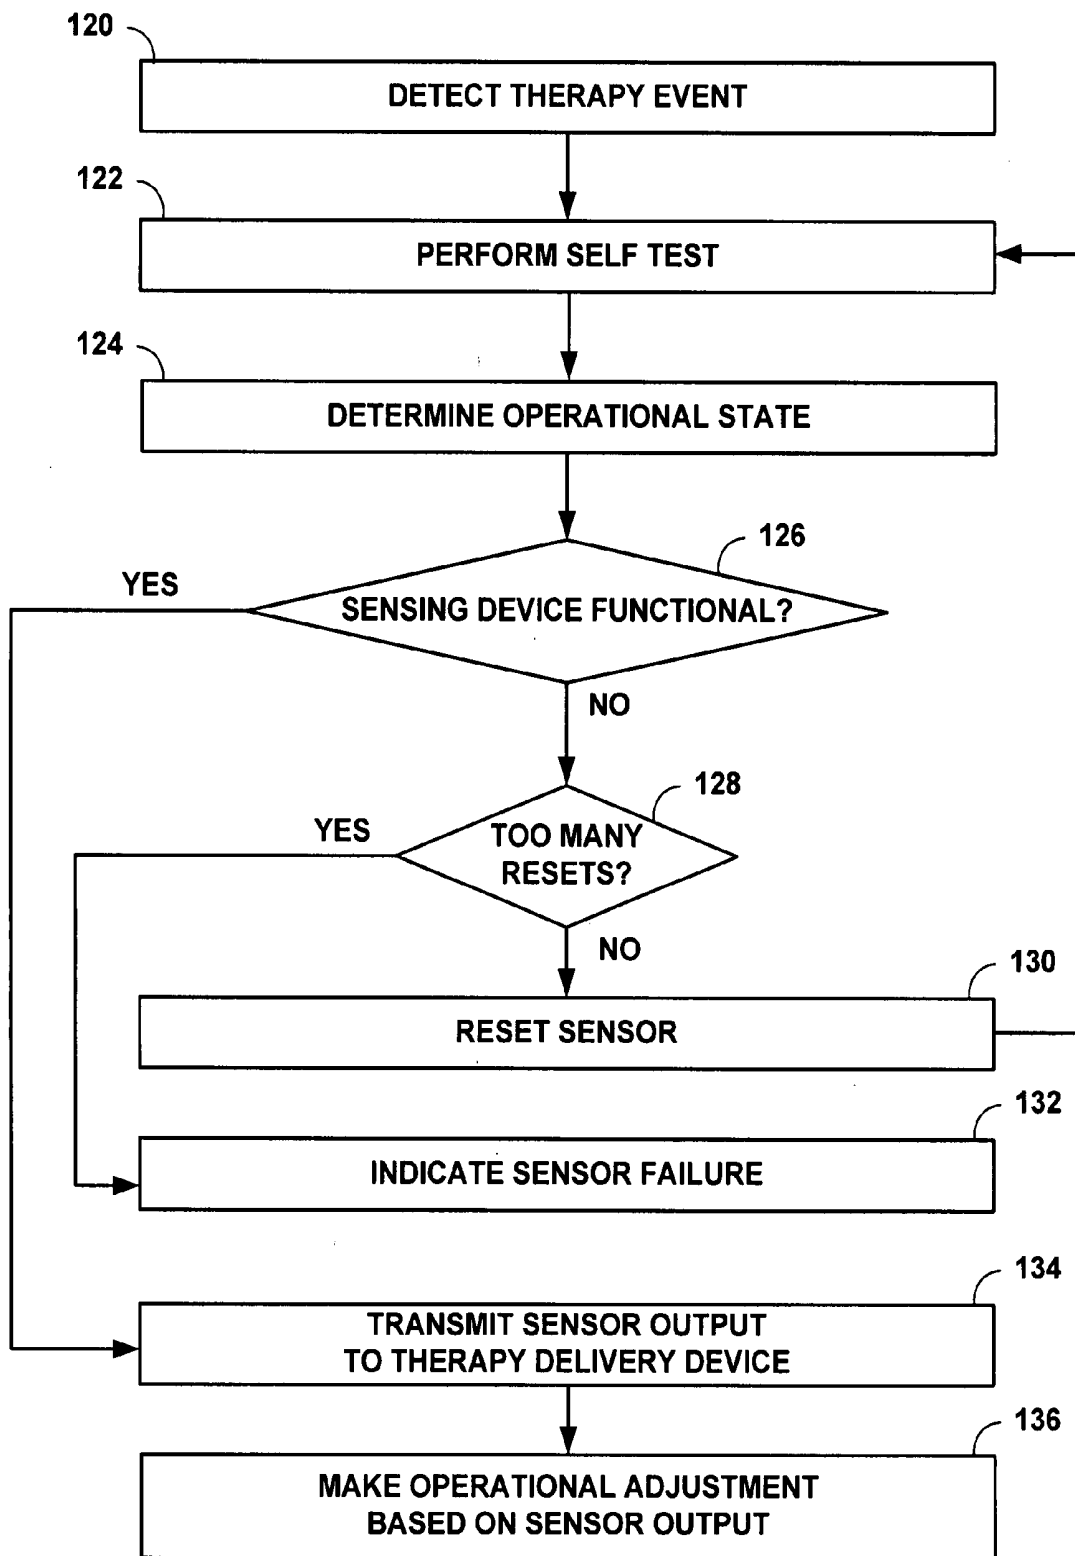 120
DETECT THERAPY EVENT
122
PERFORM SELF TEST
124
DETERMINE OPERATIONAL STATE
126
YES
SENSING DEVICE FUNCTIONAL?
NO
128
YES
TOO MANY
RESETS?
NO
130
RESET SENSOR
132
INDICATE SENSOR FAILURE
134
TRANSMIT SENSOR OUTPUT
TO THERAPY DELIVERY DEVICE
136
MAKE OPERATIONAL ADJUSTMENT
BASED ON SENSOR OUTPUT